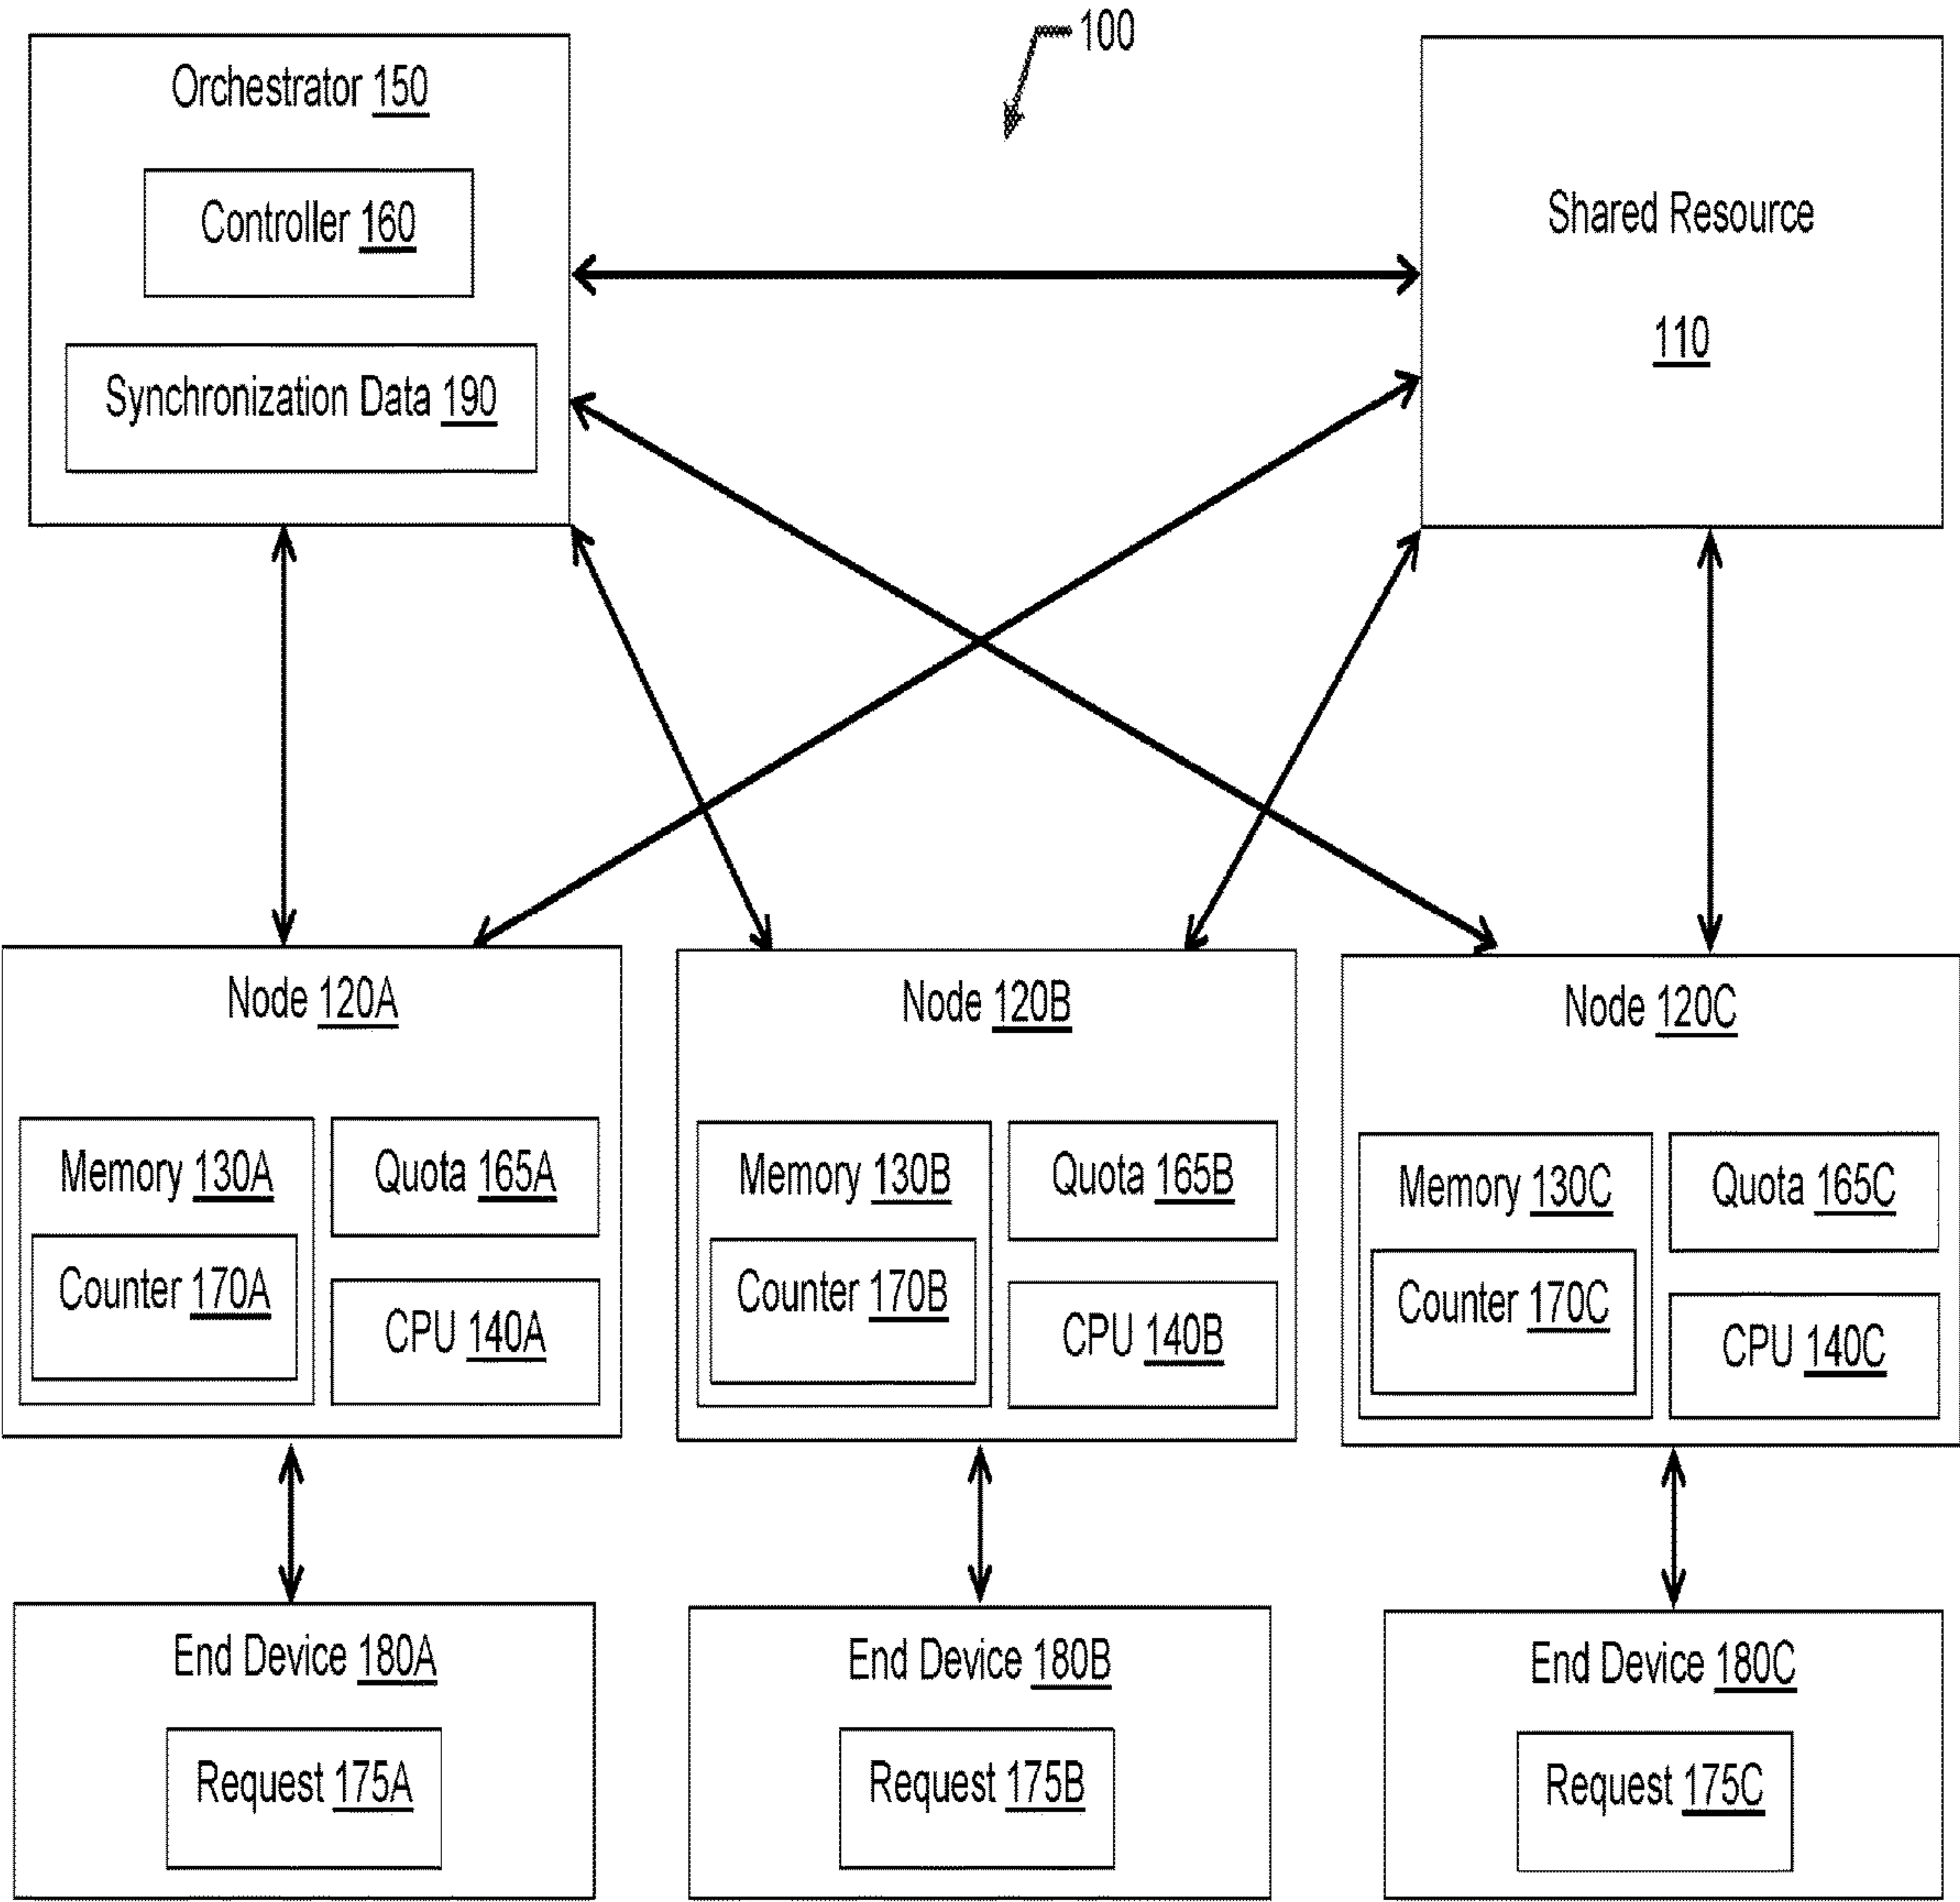 100
Orchestrator 150
Controller 160
Synchronization Data 190
Shared Resource
110
Node 120A
Memory 130A
Counter 170A
Quota 165A
CPU 140A
Node 120B
Memory 130B
Counter 170B
Quota 165B
CPU 140B
Node 120C
Memory 130C
Counter 170C
Quota 165C
CPU 140C
End Device 180A
Request 175A
End Device 180B
Request 175B
End Device 180C
Request 175C